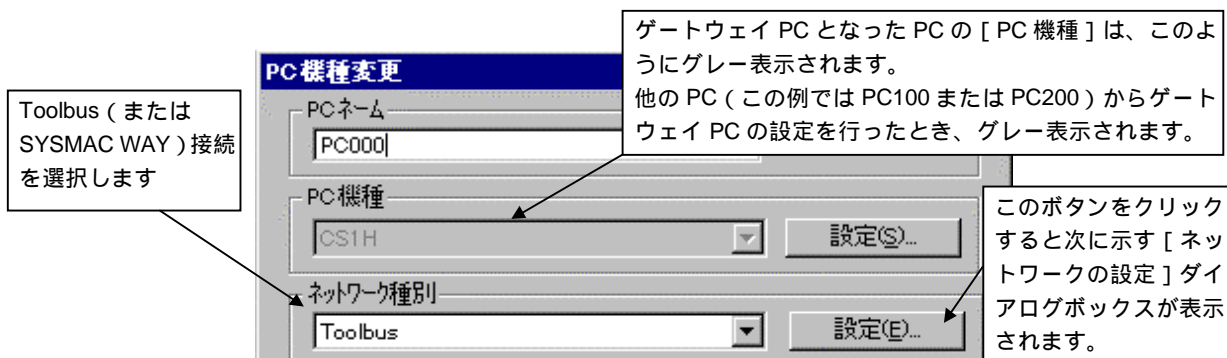 ゲートウェイ PC となった PC の［PC 機種］は、このよ
うにグレー表示されます。
他の PC（この例では PC100 または PC200）からゲート
ウェイ PC の設定を行ったとき、グレー表示されます。
PC機種変更
Toolbus（または
SYSMAC WAY）接続
を選択します
PCネーム
PC000
PC機種
CS1H
設定(S)...
このボタンをクリック
すると次に示す［ネッ
トワークの設定］ダイ
アログボックスが表示
されます。
ネットワーク種別
Toolbus
設定(E)...